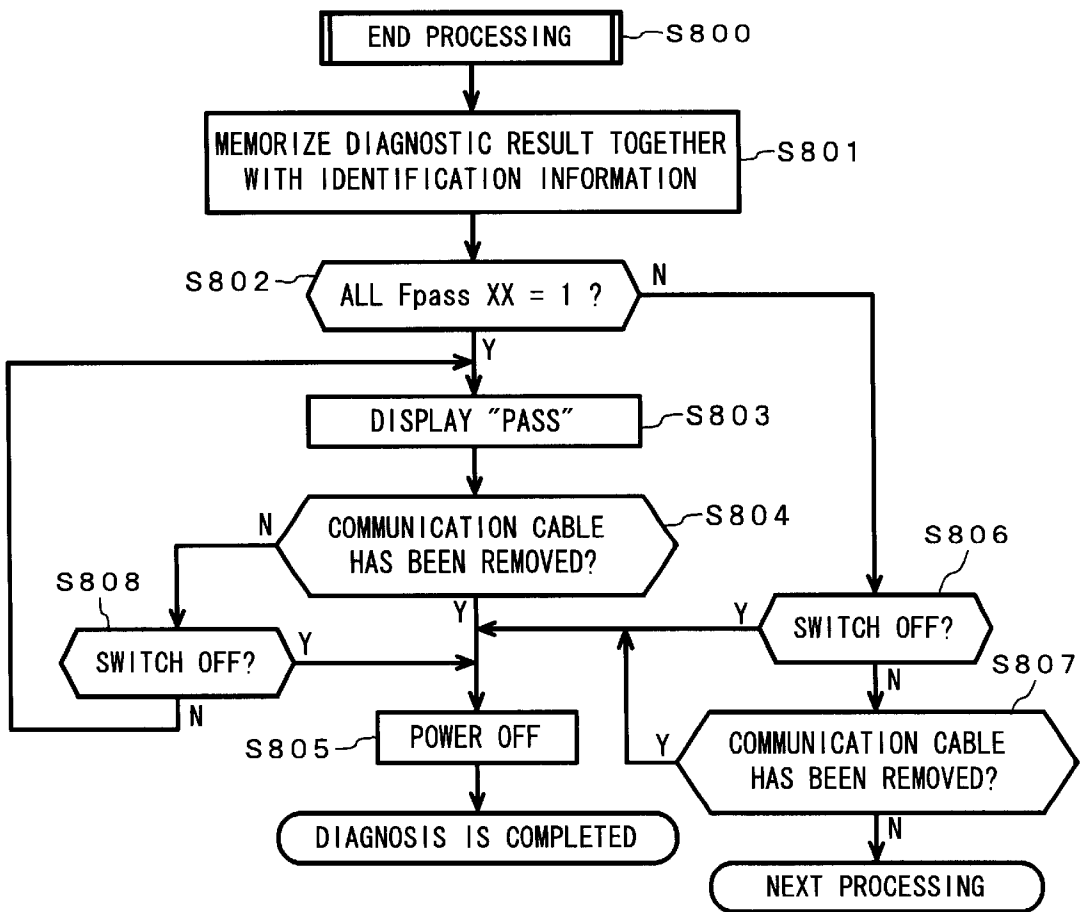 END PROCESSING
S800
MEMORIZE DIAGNOSTIC RESULT TOGETHER
WITH IDENTIFICATION INFORMATION
S801
S802
ALL Fpass XX = 1 ?
N
Y
DISPLAY "PASS"
S803
N
COMMUNICATION CABLE
HAS BEEN REMOVED?
S804
S806
S808
Y
Y
SWITCH OFF?
SWITCH OFF?
Y
N
S807
N
S805
POWER OFF
Y
COMMUNICATION CABLE
HAS BEEN REMOVED?
DIAGNOSIS IS COMPLETED
N
NEXT PROCESSING